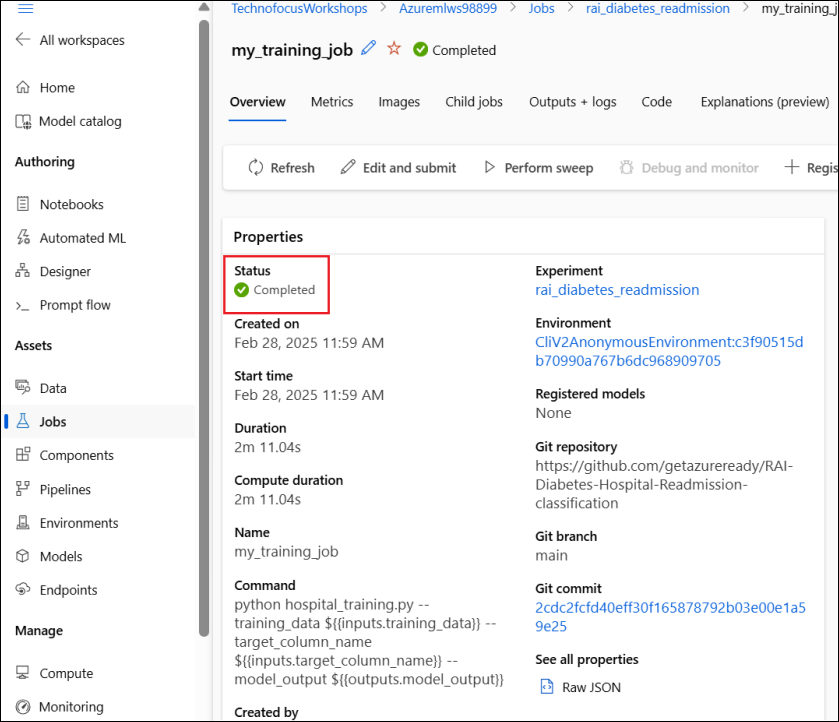 TechnofocusWorkshops > Azuremlws98899 > Jobs > rai_diabetes_readmission > my_training_j
All workspaces
my_training_job Completed
Home
Model catalog
Overview Metrics Images Child jobs Outputs + logs Code Explanations (preview)
Authoring
Refresh Edit and submit Perform sweep Debug and monitor Regis
Notebooks
Automated ML
Designer
Prompt flow
Assets
Data
Jobs
Components
Pipelines
Environments
Models
Endpoints
Manage
Compute
Monitoring
Properties
Status
Completed
Created on
Feb 28, 2025 11:59 AM
Start time
Feb 28, 2025 11:59 AM
Duration
2m 11.04s
Compute duration
2m 11.04s
Name
my_training_job
Command
python hospital_training.py --
training_data ${{inputs.training_data}} --
target_column_name
${{inputs.target_column_name}} --
model_output ${{outputs.model_output}}
Created by
Experiment
rai_diabetes_readmission
Environment
CliV2AnonymousEnvironment:c3f90515d
b70990a767b6dc968909705
Registered models
None
Git repository
https://github.com/getazureready/RAI-
Diabetes-Hospital-Readmission-
classification
Git branch
main
Git commit
2cdc2fcfd40eff30f165878792b03e00e1a5
9e25
See all properties
Raw JSON